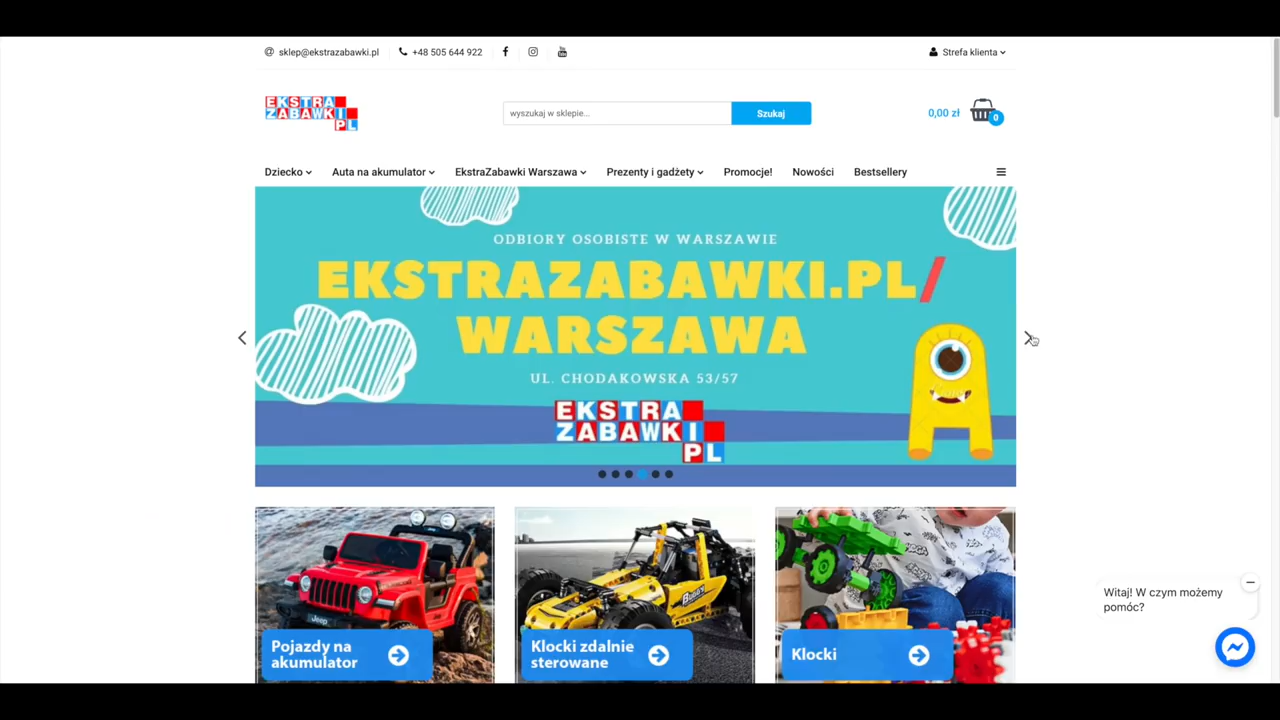 sklep@ekstrazabawki.pl +48 505 644 922 Strefa klienta
EKSTRA
ZABAWKI
PL
wyszukaj w sklepie... Szukaj 0,00 zł 0
Dziecko Auta na akumulator EkstraZabawki Warszawa Prezenty i gadżety Promocje! Nowości Bestsellery
ODBIORY OSOBISTE W WARSZAWIE
EKSTRAZABAWKI.PL/
WARSZAWA
UL. CHODAKOWSKA 53/57
EKSTRA
ZABAWKI
PL
Jeep
BUGGY
Pojazdy na
akumulator
Klocki zdalnie
sterowane
Klocki
Witaj! W czym możemy
pomóc?